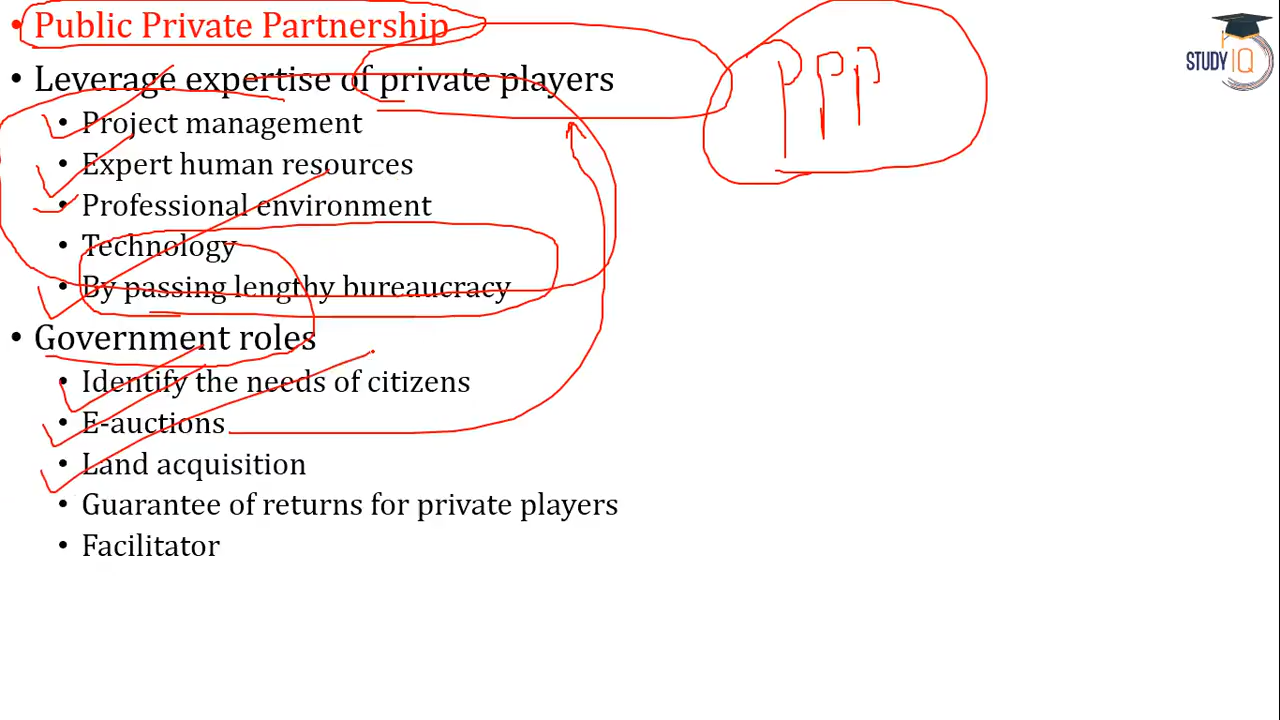 • Public Private Partnership
PPP
STUDY IQ
• Leverage expertise of private players
• Project management
• Expert human resources
• Professional environment
• Technology
• By passing lengthy bureaucracy
• Government roles
• Identify the needs of citizens
• E-auctions
• Land acquisition
• Guarantee of returns for private players
• Facilitator